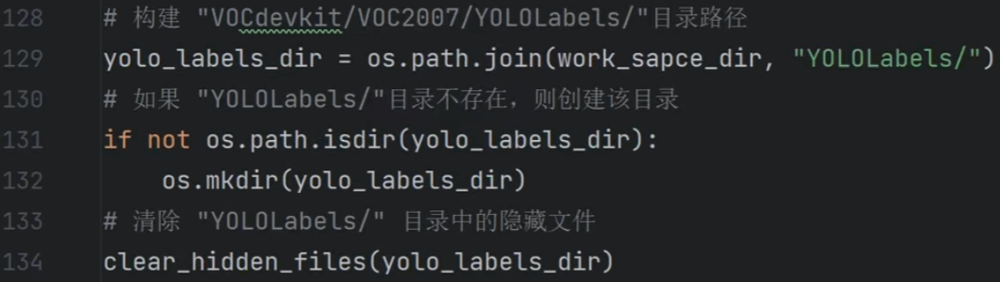 128 # 构建 "VOCdevkit/VOC2007/YOLOLabels/"目录路径
129 yolo_labels_dir = os.path.join(work_sapce_dir, "YOLOLabels/")
130 # 如果 "YOLOLabels/"目录不存在，则创建该目录
131 if not os.path.isdir(yolo_labels_dir):
132     os.mkdir(yolo_labels_dir)
133 # 清除 "YOLOLabels/" 目录中的隐藏文件
134 clear_hidden_files(yolo_labels_dir)